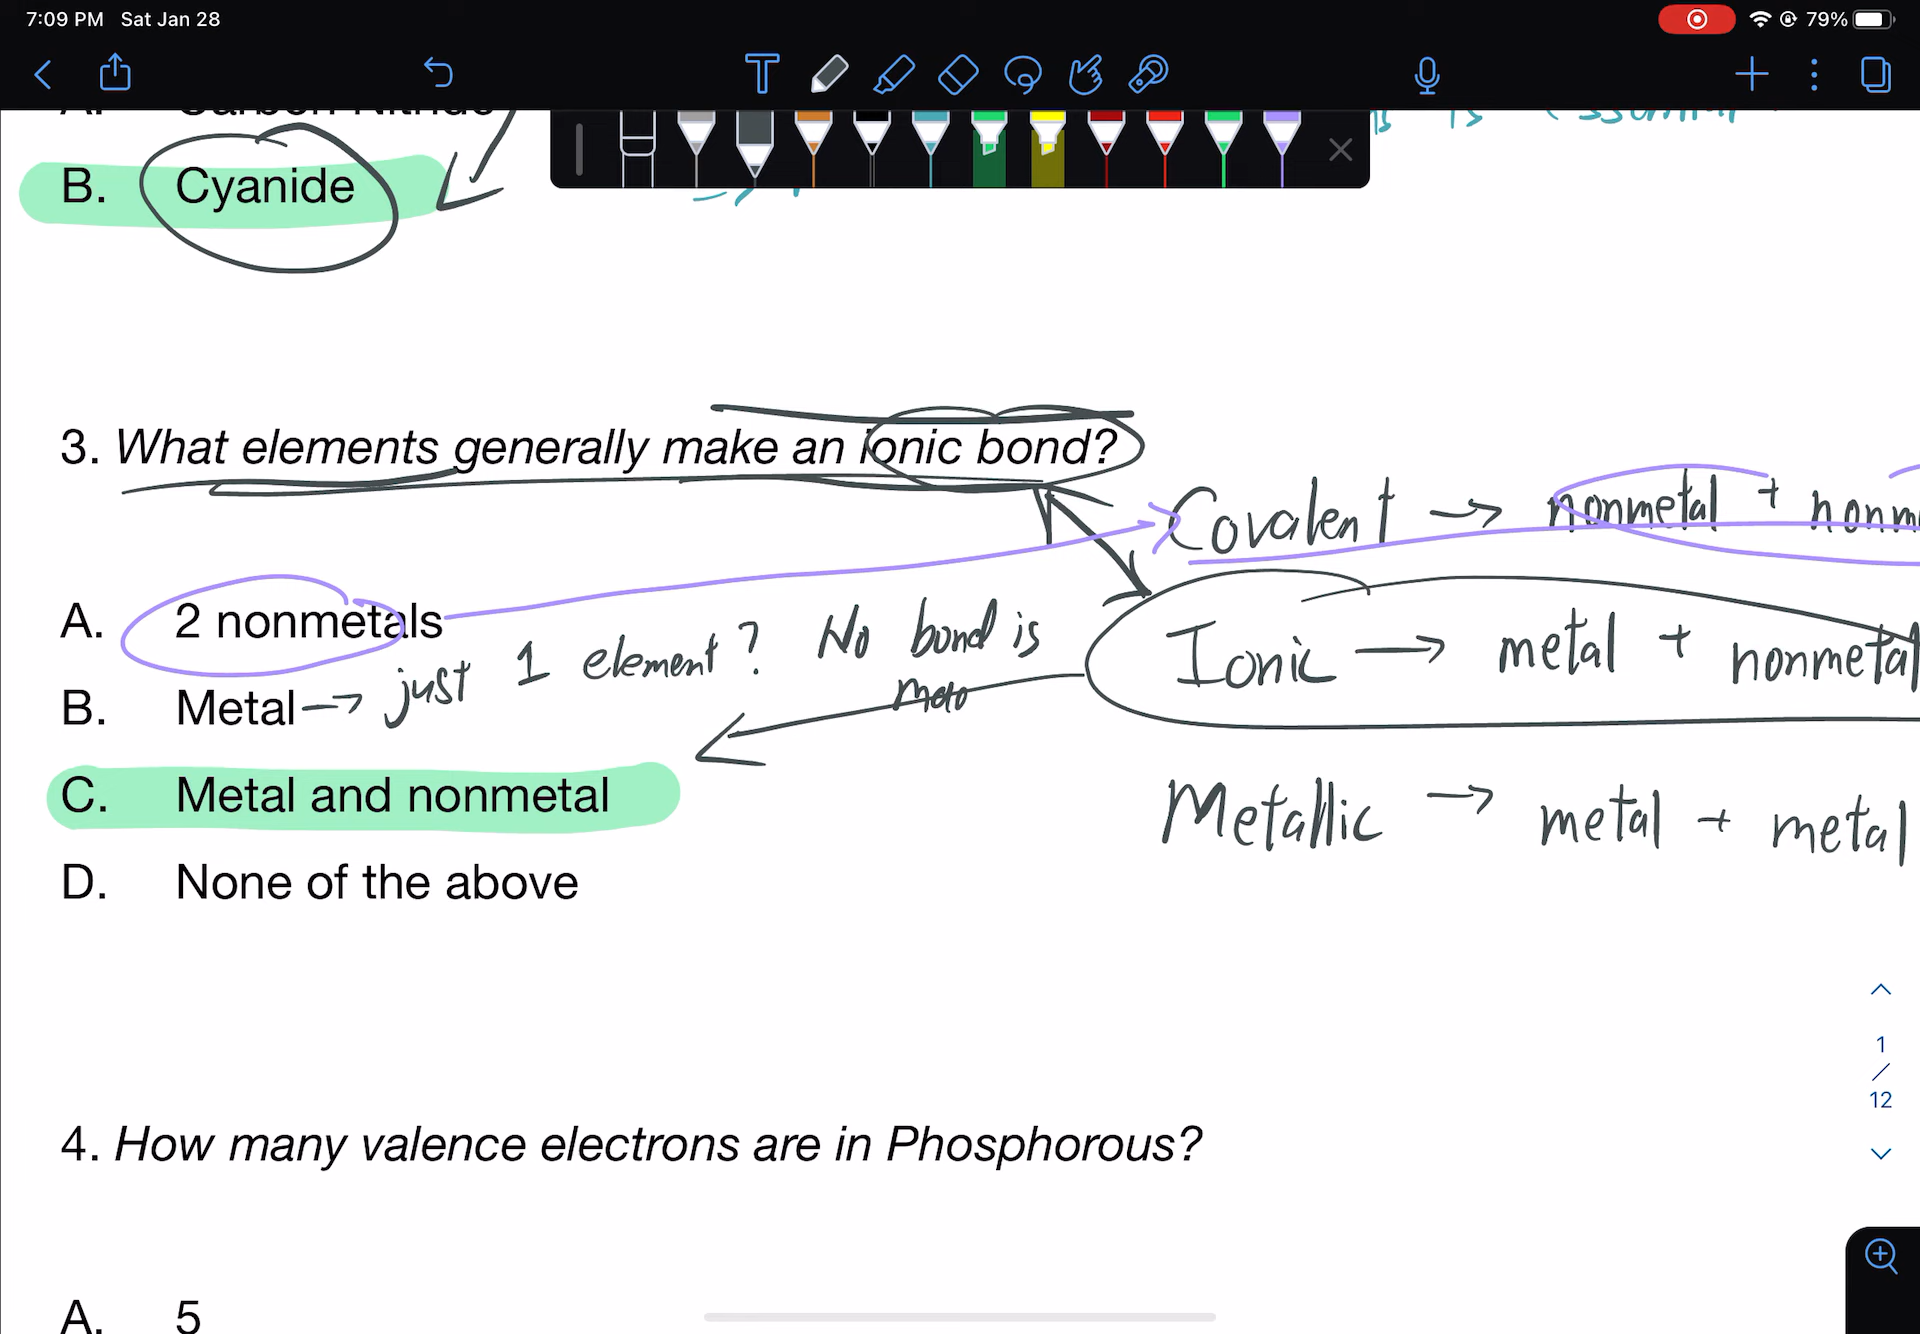 7:09 PM Sat Jan 28
79%
B. Cyanide
3. What elements generally make an ionic bond?
Covalent → nonmetal + nonm
A. 2 nonmetals
just 1 element? No bond is
Ionic → metal + nonmetal
B. Metal →
C. Metal and nonmetal
Metallic → metal + metal
D. None of the above
1
/
12
4. How many valence electrons are in Phosphorous?
A. 5